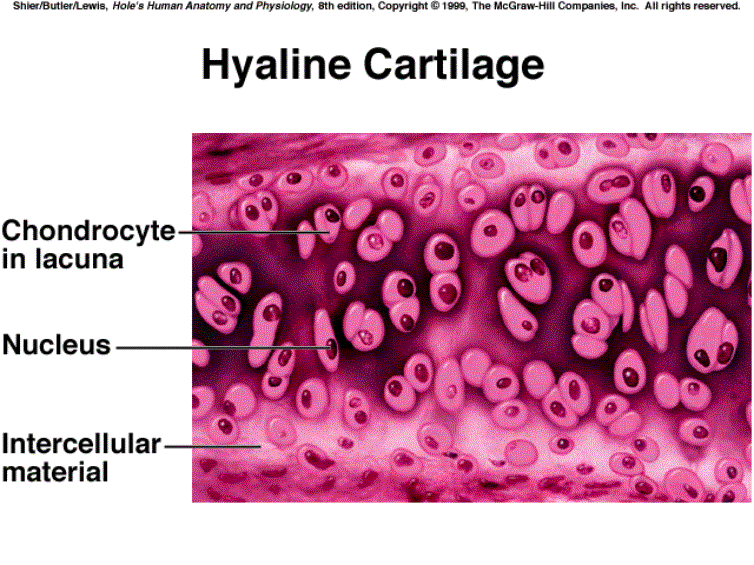 Shier/Butler/Lewis, Hole's Human Anatomy and Physiology, 8th edition, Copyright © 1999, The McGraw-Hill Companies, Inc. All rights reserved.
Hyaline Cartilage
Chondrocyte
in lacuna
Nucleus
Intercellular
material